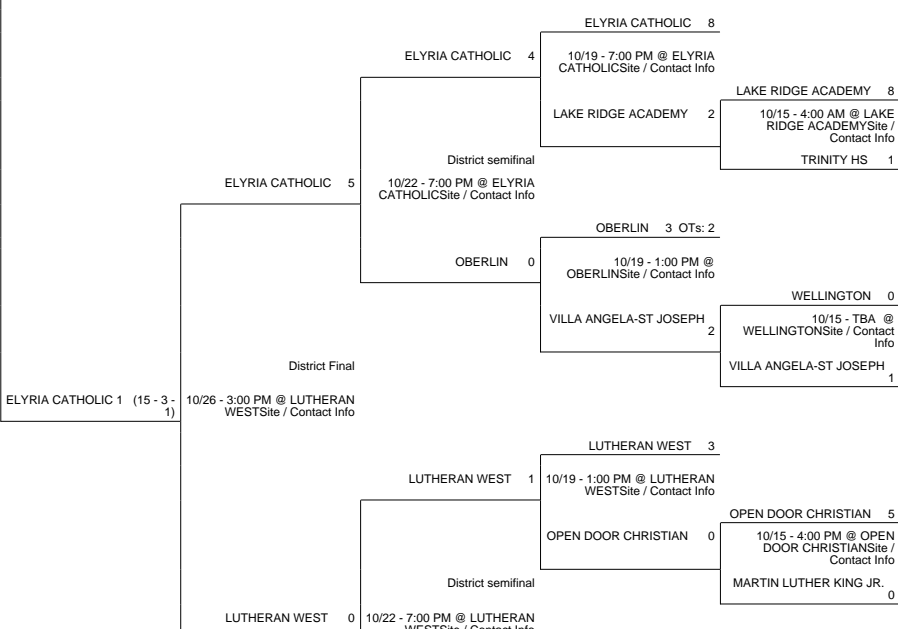 ELYRIA CATHOLIC 8
ELYRIA CATHOLIC 4
10/19 - 7:00 PM @ ELYRIA
CATHOLICSite / Contact Info
LAKE RIDGE ACADEMY 8
LAKE RIDGE ACADEMY 2
10/15 - 4:00 AM @ LAKE
RIDGE ACADEMYSite /
Contact Info
TRINITY HS 1
District semifinal
ELYRIA CATHOLIC 5
10/22 - 7:00 PM @ ELYRIA
CATHOLICSite / Contact Info
OBERLIN 3 OTs: 2
OBERLIN 0
10/19 - 1:00 PM @
OBERLINSite / Contact Info
WELLINGTON 0
VILLA ANGELA-ST JOSEPH
2
10/15 - TBA @
WELLINGTONSite / Contact
Info
VILLA ANGELA-ST JOSEPH
1
District Final
ELYRIA CATHOLIC 1 (15 - 3 -
1)
10/26 - 3:00 PM @ LUTHERAN
WESTSite / Contact Info
LUTHERAN WEST 3
LUTHERAN WEST 1
10/19 - 1:00 PM @ LUTHERAN
WESTSite / Contact Info
OPEN DOOR CHRISTIAN 5
OPEN DOOR CHRISTIAN 0
10/15 - 4:00 PM @ OPEN
DOOR CHRISTIANSite /
Contact Info
MARTIN LUTHER KING JR.
0
District semifinal
LUTHERAN WEST 0
10/22 - 7:00 PM @ LUTHERAN
WESTSite / Contact Info